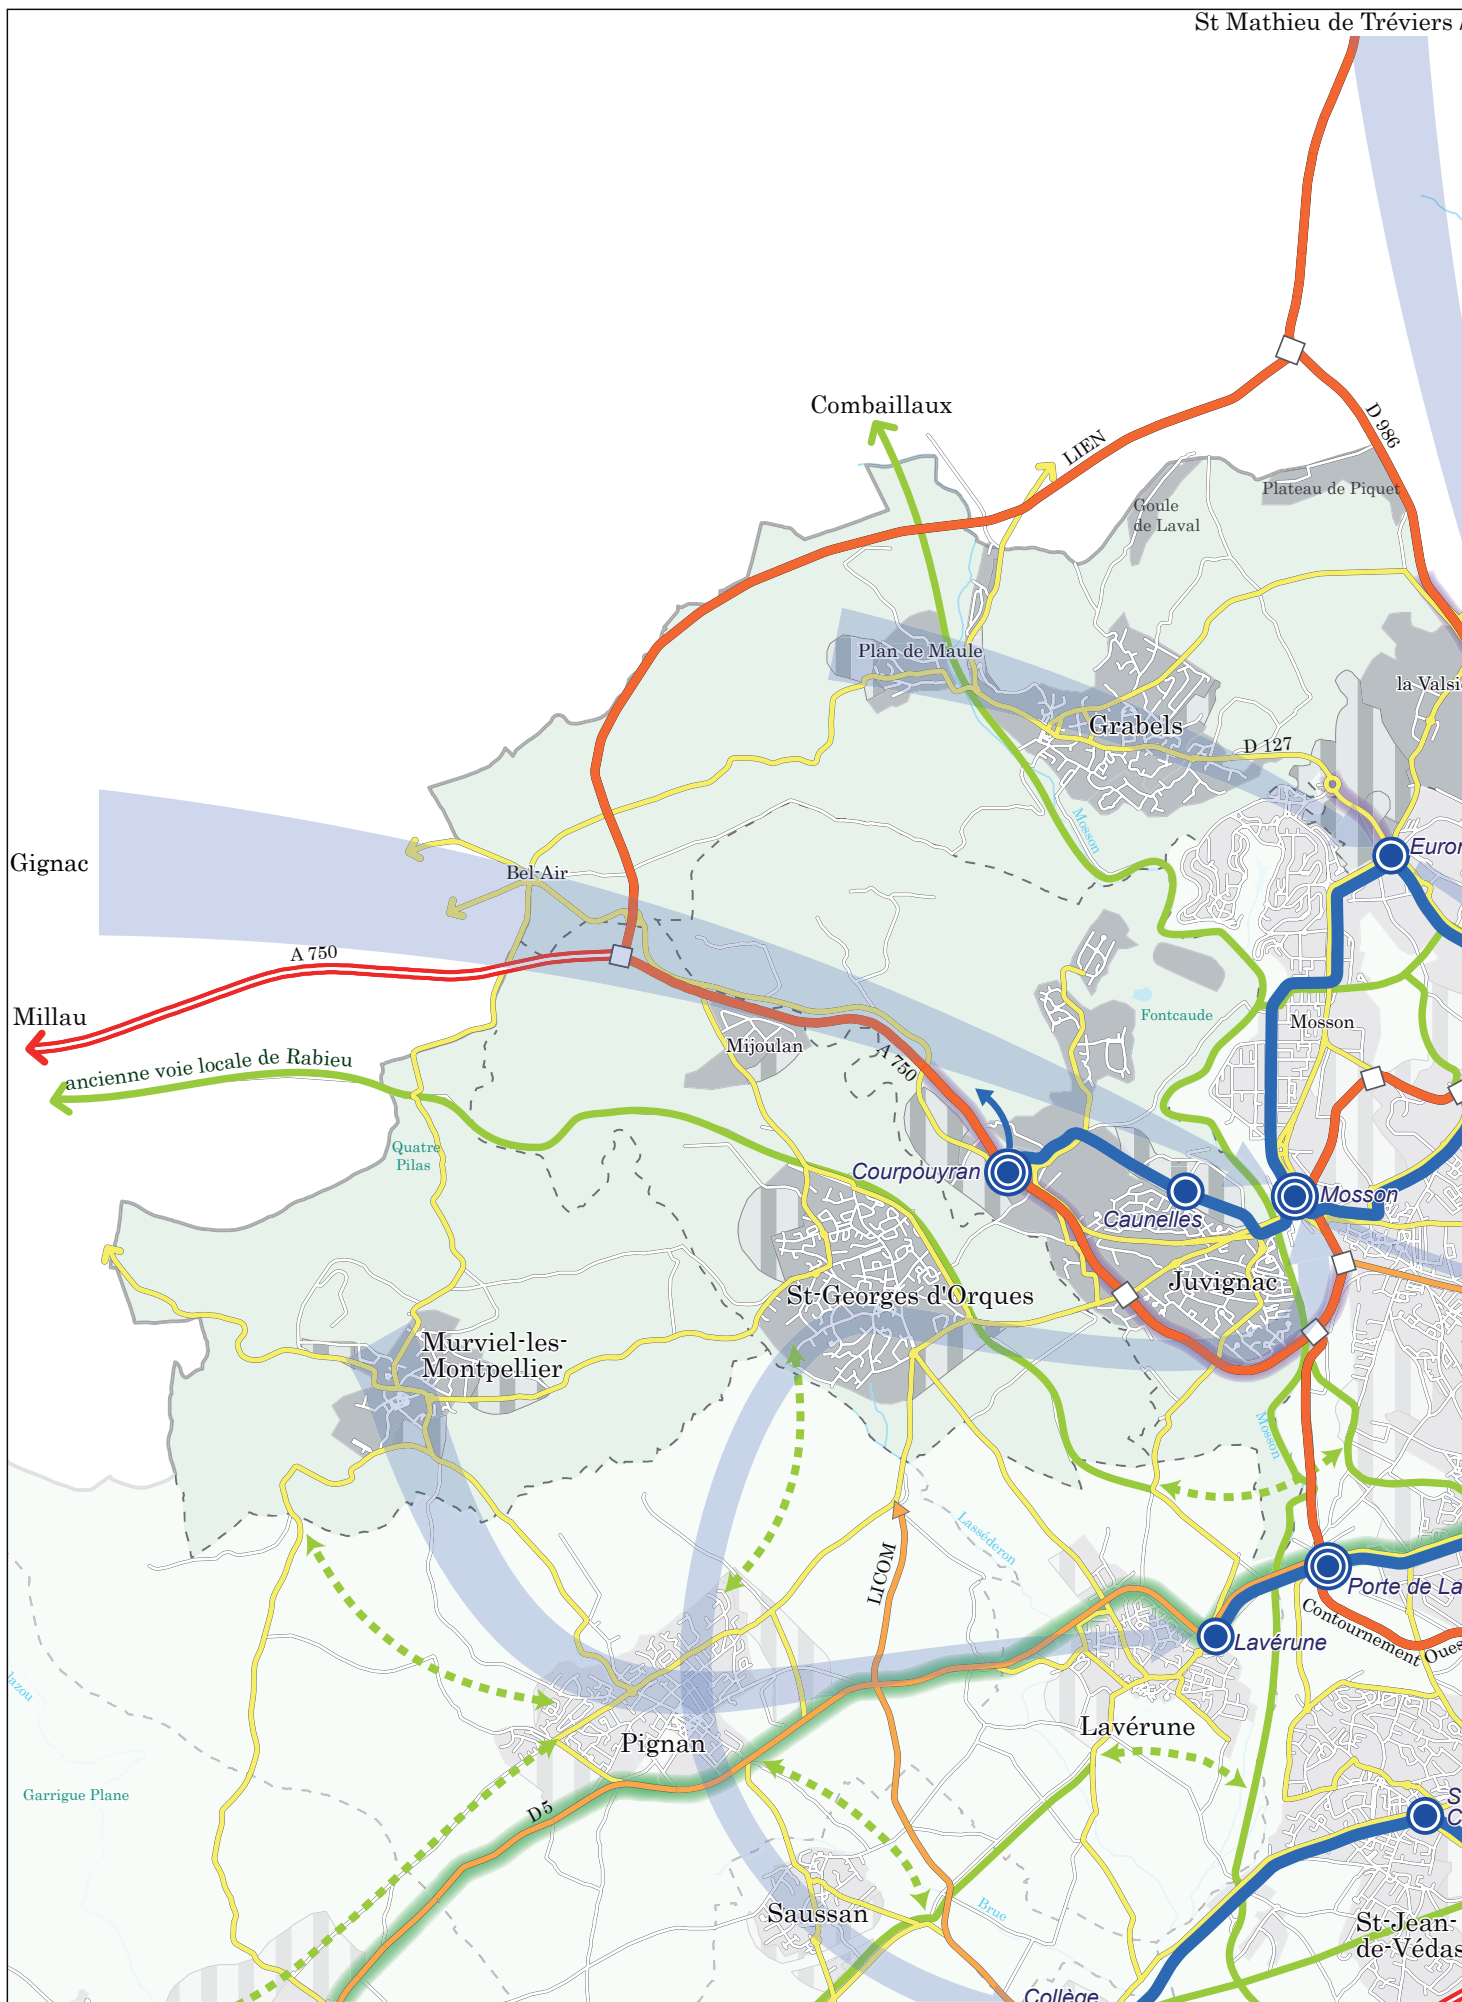 St Mathieu de Tréviers /
Combaillaux
D 986
LIEN
Plateau de Piquet
Goule
de Laval
Plan de Maule
la Valsi
Grabels
D 127
Mosson
Euror
Gignac
Bel-Air
A 750
Millau
Fontcaude
Mosson
ancienne voie locale de Rabieu
Mijoulan
A 750
Quatre
Pilas
Courpouyran
Mosson
Caunelles
Juvignac
St-Georges d'Orques
Murviel-les-
Montpellier
Mosson
Lasséderon
LICOM
Porte de La
Contournement Oues
Lavérune
Lavérune
Pignan
lazou
Garrigue Plane
D5
S
C
Saussan
Brue
St-Jean-
de-Védas
Collège